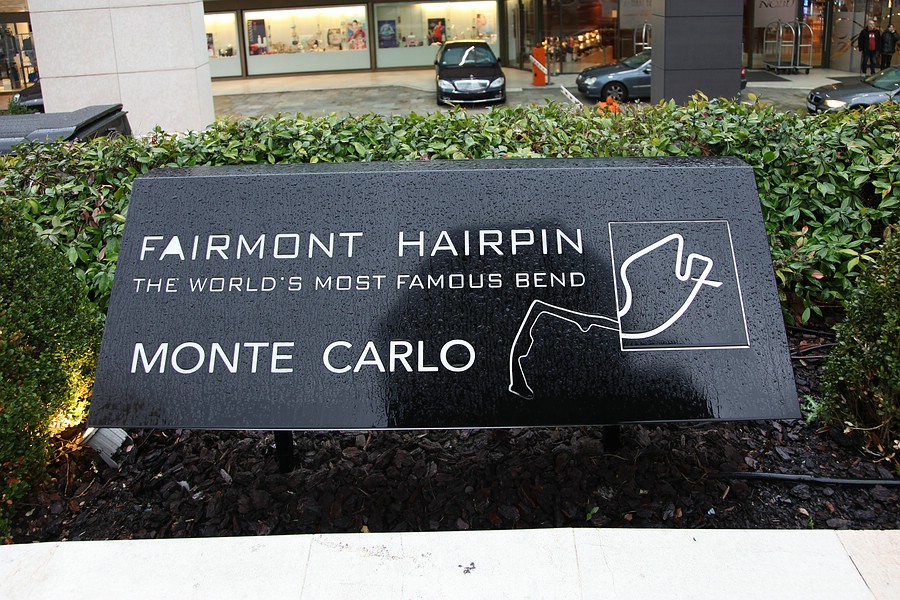 FAIRMONT HAIRPIN
THE WORLD'S MOST FAMOUS BEND
MONTE CARLO